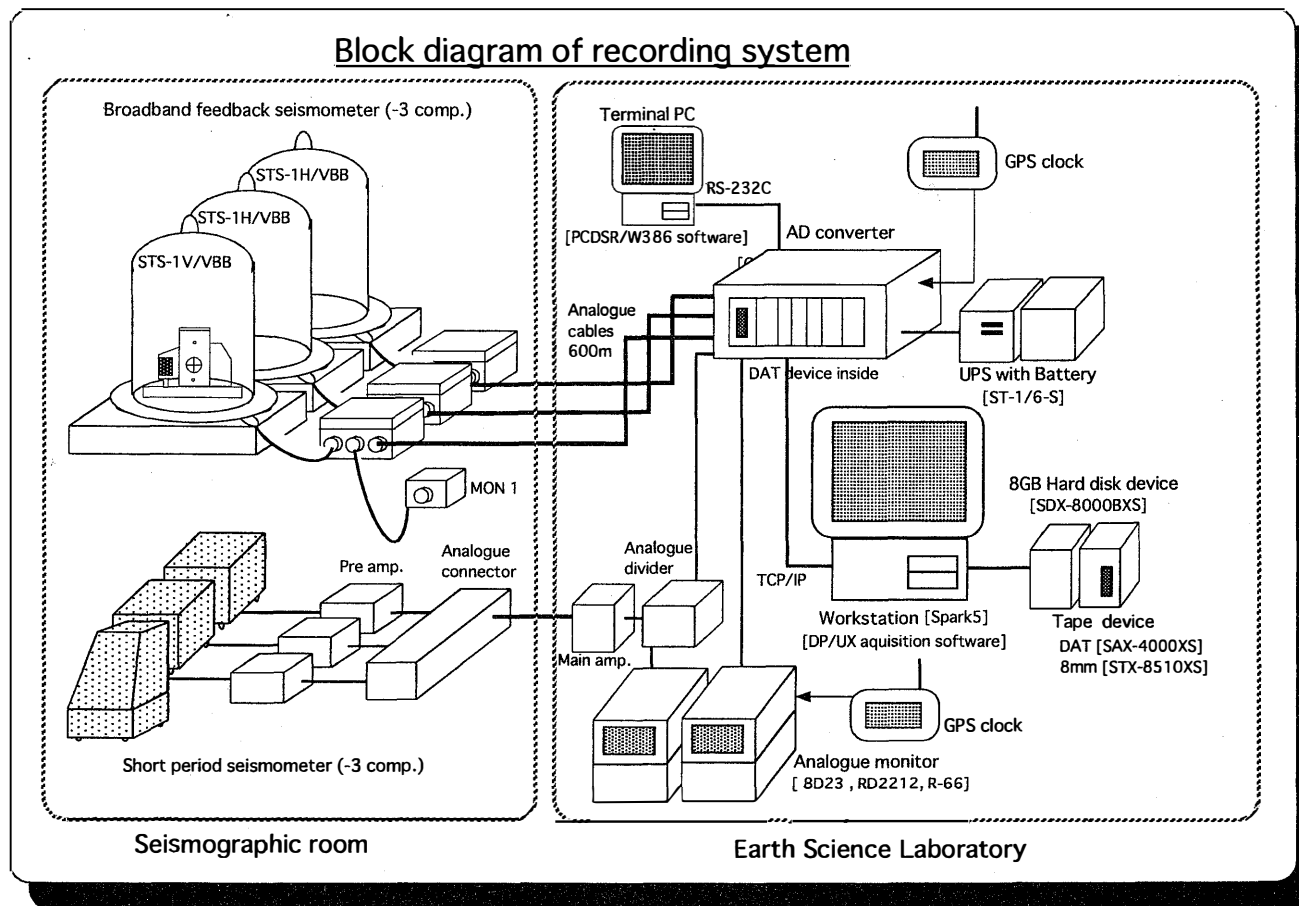 Block diagram of recording system
Broadband feedback seismometer (-3 comp.)
STS-1H/VBB
STS-1H/VBB
STS-1V/VBB
MON 1
Pre amp.
Analogue
connector
Short period seismometer (-3 comp.)
Seismographic room
Terminal PC
RS-232C
[PCDSR/W386 software]
GPS clock
AD converter
Analogue
cables
600m
DAT device inside
UPS with Battery
[ST-1/6-S]
8GB Hard disk device
[SDX-8000BXS]
Analogue
divider
TCP/IP
Main amp.
Workstation [Spark5]
[DP/UX aquisition software]
Tape device
DAT [SAX-4000XS]
8mm [STX-8510XS]
GPS clock
Analogue monitor
[ 8D23 , RD2212, R-66]
Earth Science Laboratory